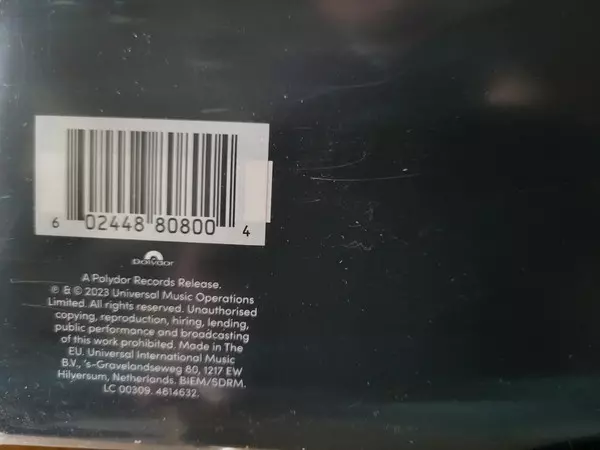 6 02448 80800 4
Polydor
A Polydor Records Release.
℗ & © 2023 Universal Music Operations
Limited. All rights reserved. Unauthorised
copying, reproduction, hiring, lending,
public performance and broadcasting
of this work prohibited. Made in The
EU. Universal International Music
B.V., 's-Gravelandseweg 80, 1217 EW
Hilversum, Netherlands. BIEM/SDRM.
LC 00309. 4814632.